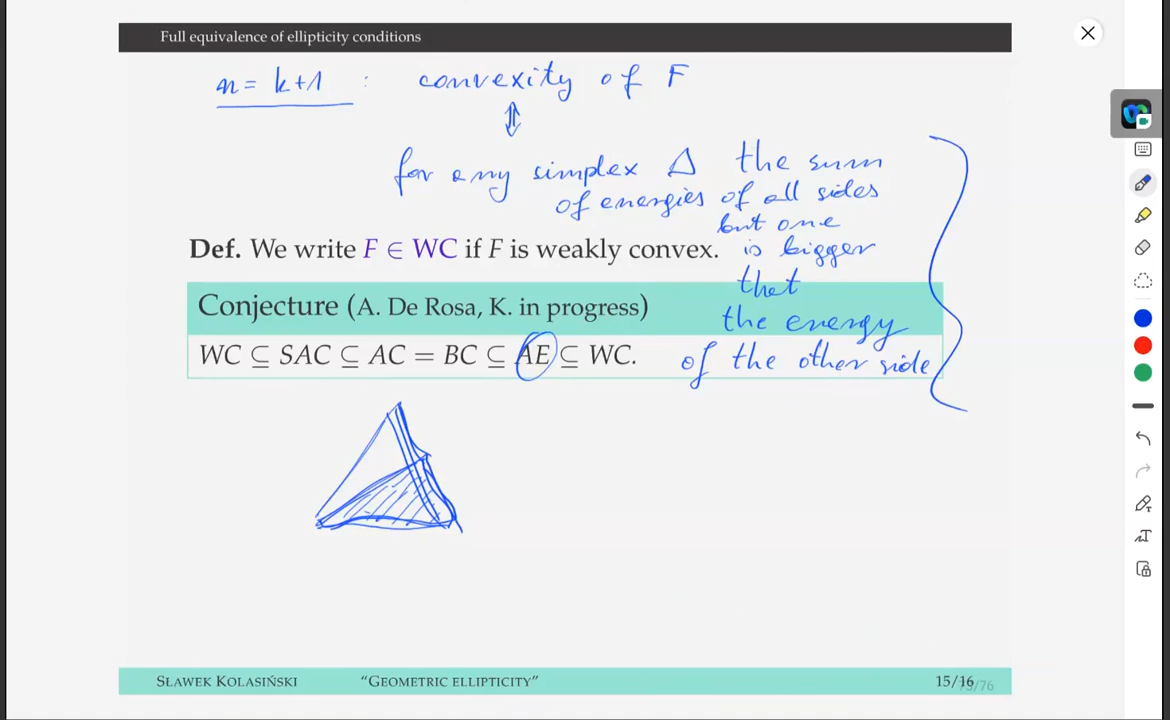 Full equivalence of ellipticity conditions
n = k+1 : convexity of F
⇕
for any simplex Δ the sum
of energies of all sides
but one
Def. We write F ∈ WC if F is weakly convex.
is bigger
that
Conjecture (A. De Rosa, K. in progress)
the energy
WC ⊆ SAC ⊆ AC = BC ⊆ AE ⊆ WC.
of the other side
SŁAWEK KOLASIŃSKI
“GEOMETRIC ELLIPTICITY”
15/16